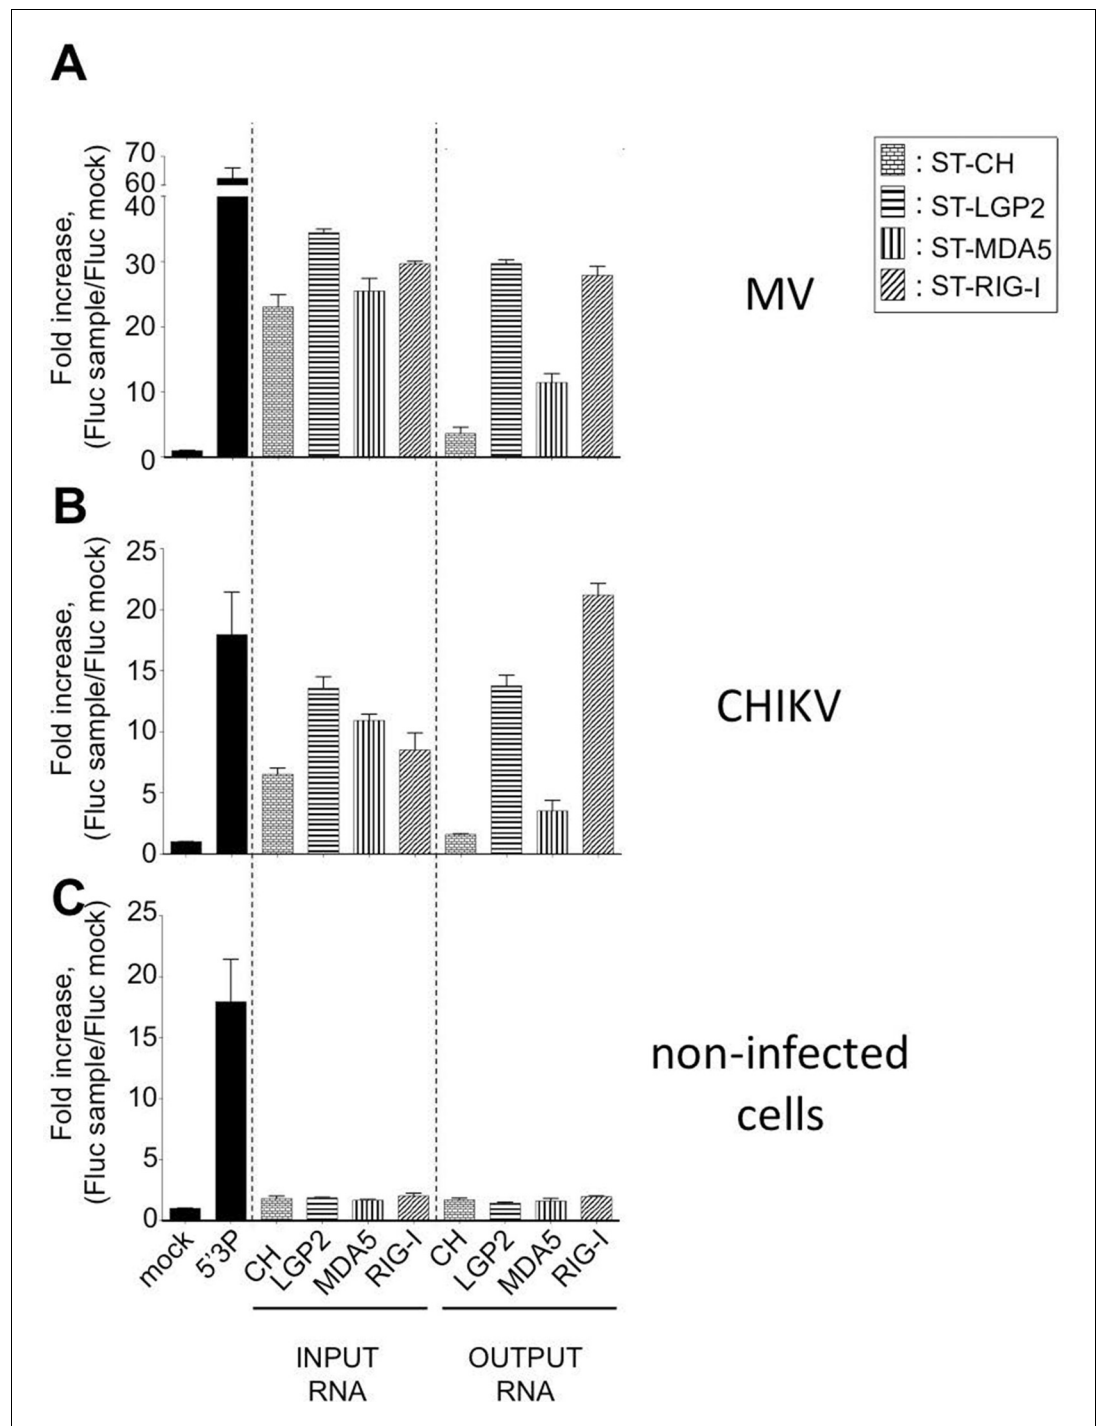 A
Fold increase,
(Fluc sample/Fluc mock)
70
60
40
30
20
10
0
MV
: ST-CH
: ST-LGP2
: ST-MDA5
: ST-RIG-I
B
Fold increase,
(Fluc sample/Fluc mock)
25
20
15
10
5
0
CHIKV
C
Fold increase,
(Fluc sample/Fluc mock)
25
20
15
10
5
0
non-infected
cells
mock 5'3P CH LGP2 MDA5 RIG-I CH LGP2 MDA5 RIG-I
INPUT
RNA
OUTPUT
RNA